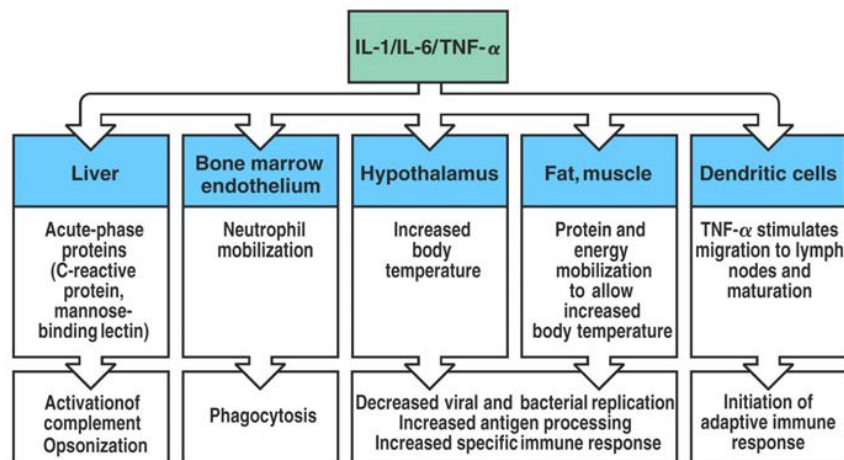 IL-1/IL-6/TNF-α
Liver
Bone marrow
endothelium
Hypothalamus
Fat, muscle
Dendritic cells
Acute-phase
proteins
(C-reactive
protein,
mannose-
binding lectin)
Neutrophil
mobilization
Increased
body
temperature
Protein and
energy
mobilization
to allow
increased
body temperature
TNF-α stimulates
migration to lymph
nodes and
maturation
Activationof
complement
Opsonization
Phagocytosis
Decreased viral and bacterial replication
Increased antigen processing
Increased specific immune response
Initiation of
adaptive immune
response